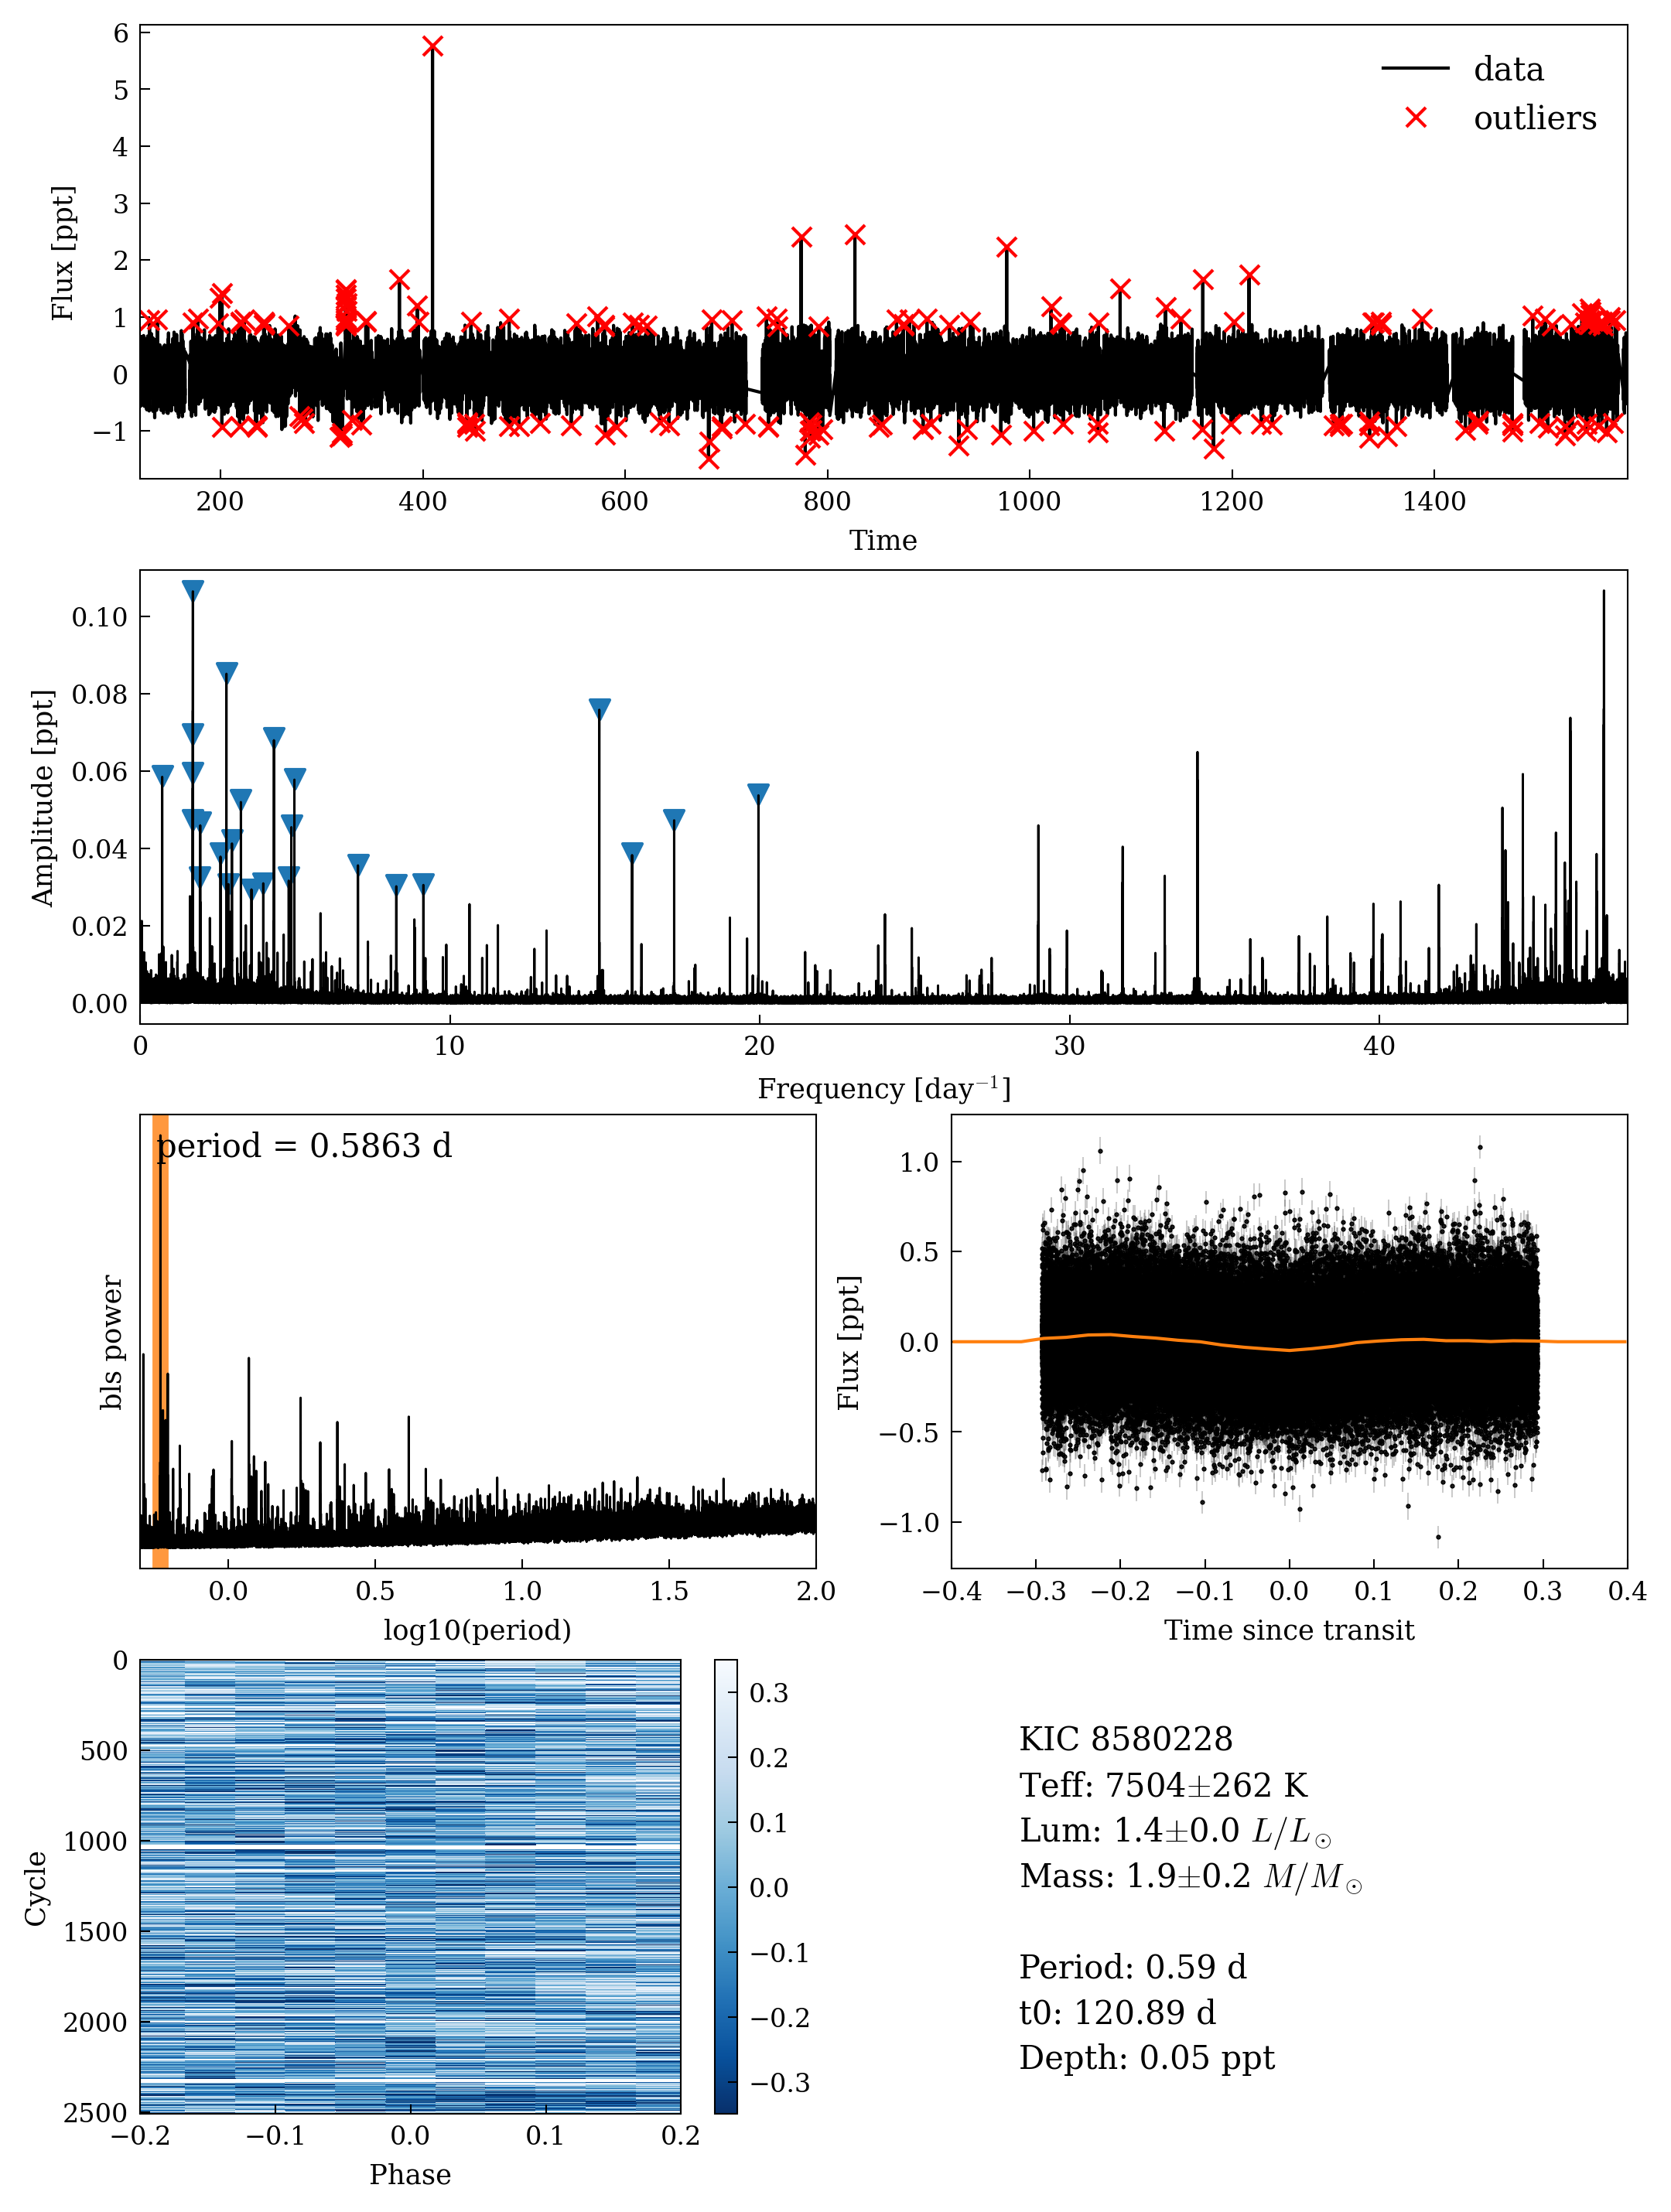 6
5
4
3
2
1
0
−1
Flux [ppt]
data
outliers
200 400 600 800 1000 1200 1400
Time
0.10
0.08
0.06
0.04
0.02
0.00
Amplitude [ppt]
0 10 20 30 40
Frequency [day⁻¹]
period = 0.5863 d
bls power
0.0 0.5 1.0 1.5 2.0
log10(period)
1.0
0.5
0.0
−0.5
−1.0
Flux [ppt]
−0.4 −0.3 −0.2 −0.1 0.0 0.1 0.2 0.3 0.4
Time since transit
0
500
1000
1500
2000
2500
Cycle
−0.2 −0.1 0.0 0.1 0.2
Phase
0.3
0.2
0.1
0.0
−0.1
−0.2
−0.3
KIC 8580228
Teff: 7504±262 K
Lum: 1.4±0.0 L/L☉
Mass: 1.9±0.2 M/M☉
Period: 0.59 d
t0: 120.89 d
Depth: 0.05 ppt